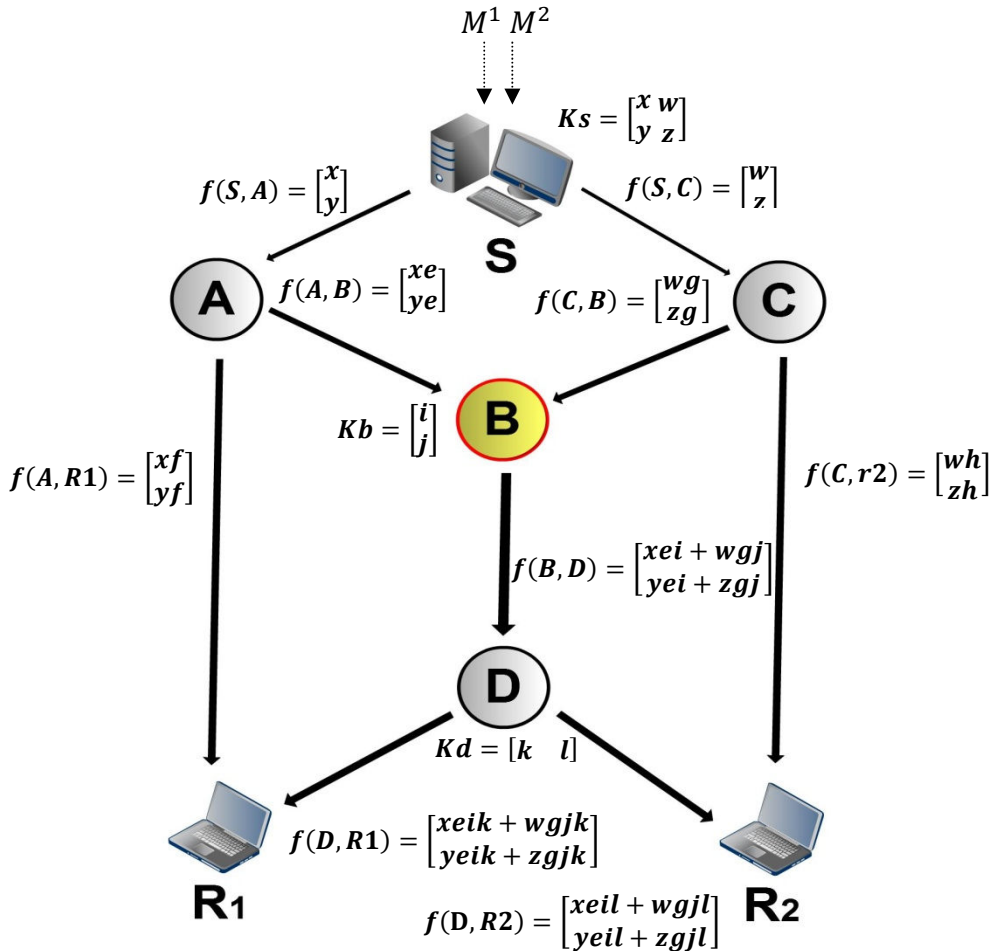 M¹ M²
Ks = [x w
y z]
f(S, A) = [x
y]
f(S, C) = [w
z]
S
A
f(A, B) = [xe
ye]
f(C, B) = [wg
zg]
C
B
Kb = [i
j]
f(A, R1) = [xf
yf]
f(C, r2) = [wh
zh]
f(B, D) = [xei + wgj
yei + zgj]
D
Kd = [k l]
f(D, R1) = [xeik + wgjk
yeik + zgjk]
R1
R2
f(D, R2) = [xeil + wgjl
yeil + zgjl]